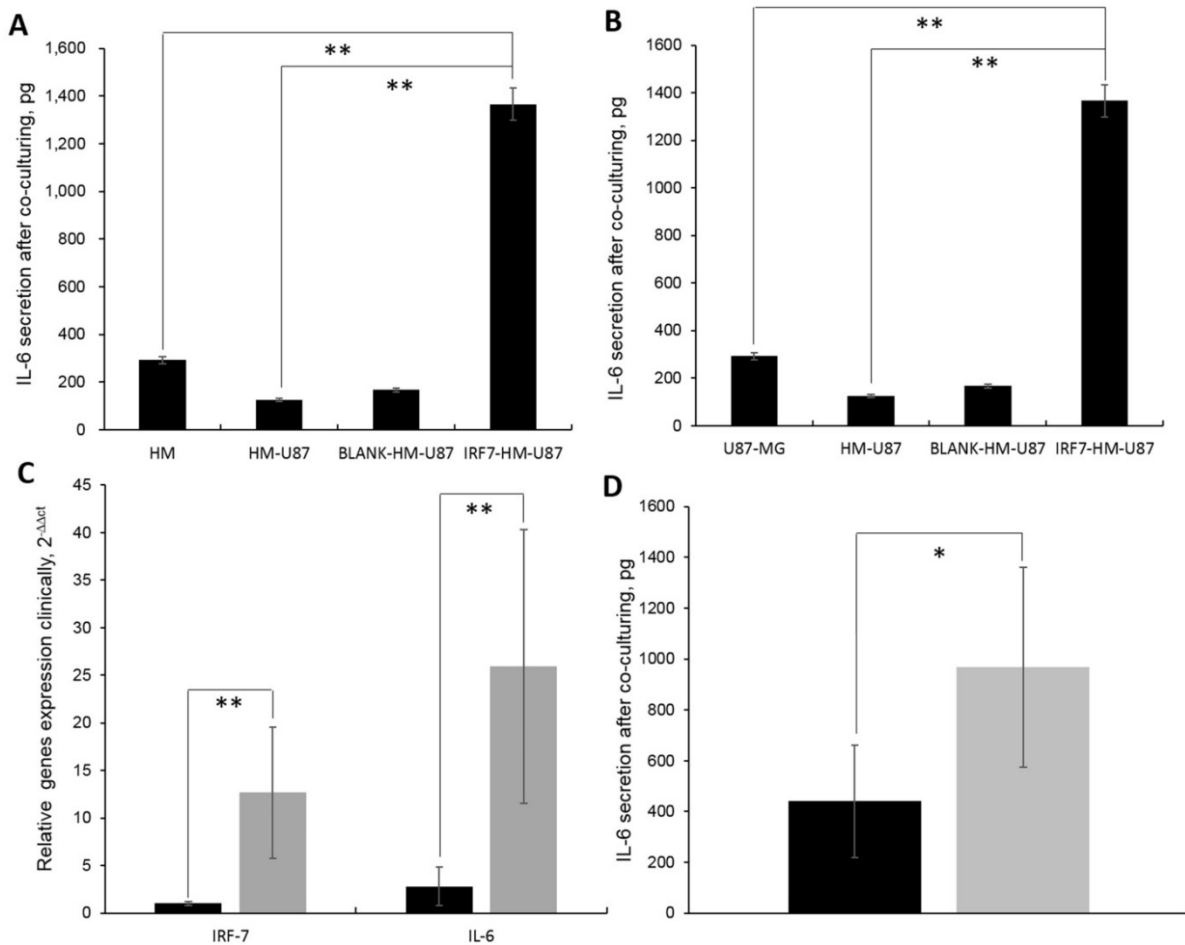 A
IL-6 secretion after co-culturing, pg
1,600
1,400
1,200
1,000
800
600
400
200
0
**
**
HM
HM-U87
BLANK-HM-U87
IRF7-HM-U87
B
IL-6 secretion after co-culturing, pg
1600
1400
1200
1000
800
600
400
200
0
**
**
U87-MG
HM-U87
BLANK-HM-U87
IRF7-HM-U87
C
Relative genes expression clinically, 2^-ΔΔct
45
40
35
30
25
20
15
10
5
0
**
**
IRF-7
IL-6
D
IL-6 secretion after co-culturing, pg
1600
1400
1200
1000
800
600
400
200
0
*